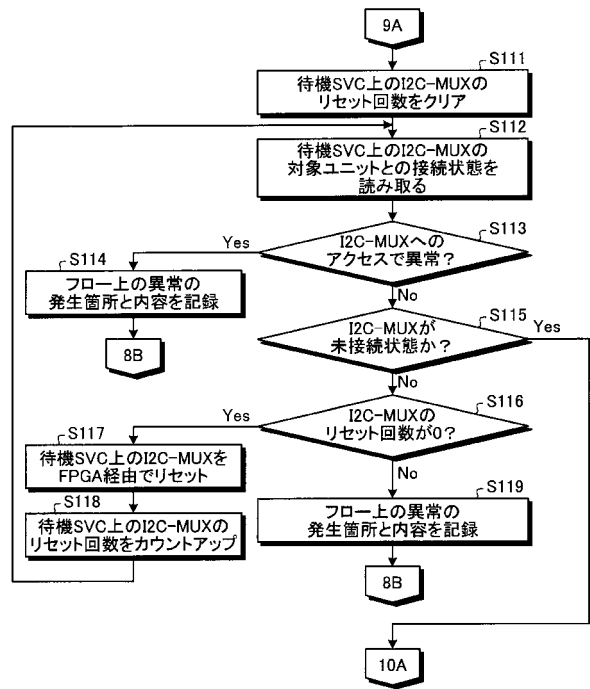 9A
S111
待機SVC上のI2C-MUXの
リセット回数をクリア
S112
待機SVC上のI2C-MUXの
対象ユニットとの接続状態を
読み取る
S113
I2C-MUXへの
アクセスで異常？
Yes
No
S114
フロー上の異常の
発生箇所と内容を記録
8B
S115
I2C-MUXが
未接続状態か？
Yes
No
S116
I2C-MUXの
リセット回数が0？
Yes
No
S117
待機SVC上のI2C-MUXを
FPGA経由でリセット
S118
待機SVC上のI2C-MUXの
リセット回数をカウントアップ
S119
フロー上の異常の
発生箇所と内容を記録
8B
10A